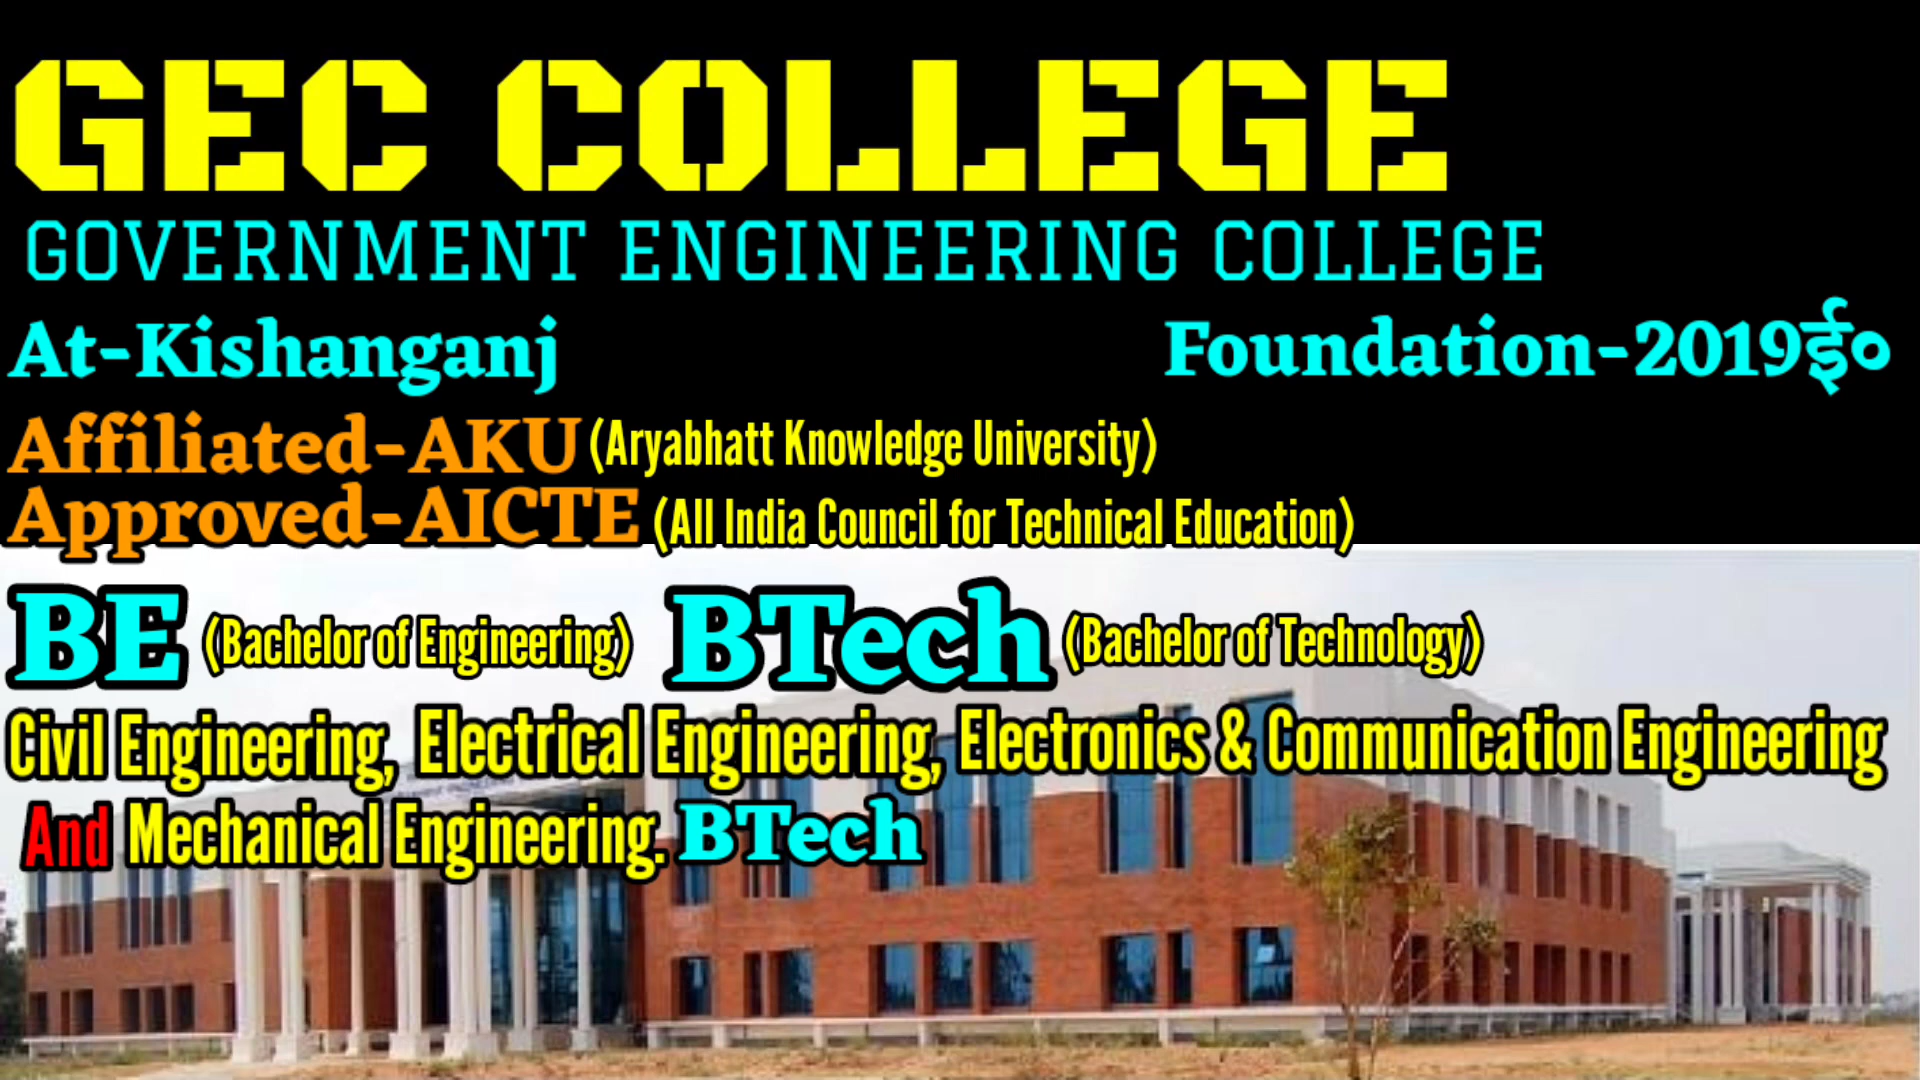 GEC COLLEGE
GOVERNMENT ENGINEERING COLLEGE
At-Kishanganj Foundation-2019ई०
Affiliated-AKU (Aryabhatt Knowledge University)
Approved-AICTE (All India Council for Technical Education)
BE (Bachelor of Engineering) BTech (Bachelor of Technology)
Civil Engineering, Electrical Engineering, Electronics & Communication Engineering
And Mechanical Engineering. BTech